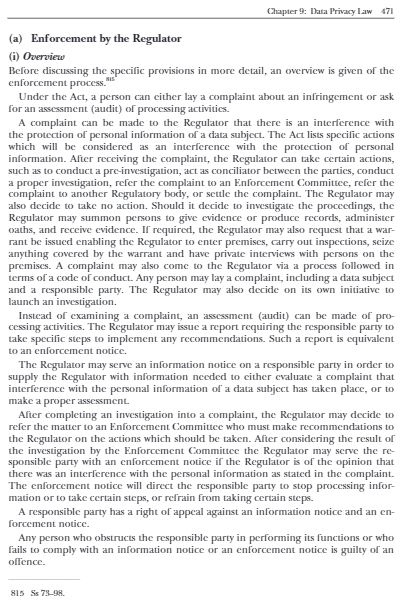 Chapter 9: Data Privacy Law 471
(a) Enforcement by the Regulator
(i) Overview
Before discussing the specific provisions in more detail, an overview is given of the
enforcement process.815
Under the Act, a person can either lay a complaint about an infringement or ask
for an assessment (audit) of processing activities.
A complaint can be made to the Regulator that there is an interference with
the protection of personal information of a data subject. The Act lists specific actions
which will be considered as an interference with the protection of personal
information. After receiving the complaint, the Regulator can take certain actions,
such as to conduct a pre-investigation, act as conciliator between the parties, conduct
a proper investigation, refer the complaint to an Enforcement Committee, refer the
complaint to another Regulatory body, or settle the complaint. The Regulator may
also decide to take no action. Should it decide to investigate the proceedings, the
Regulator may summon persons to give evidence or produce records, administer
oaths, and receive evidence. If required, the Regulator may also request that a war-
rant be issued enabling the Regulator to enter premises, carry out inspections, seize
anything covered by the warrant and have private interviews with persons on the
premises. A complaint may also come to the Regulator via a process followed in
terms of a code of conduct. Any person may lay a complaint, including a data subject
and a responsible party. The Regulator may also decide on its own initiative to
launch an investigation.
Instead of examining a complaint, an assessment (audit) can be made of pro-
cessing activities. The Regulator may issue a report requiring the responsible party to
take specific steps to implement any recommendations. Such a report is equivalent
to an enforcement notice.
The Regulator may serve an information notice on a responsible party in order to
supply the Regulator with information needed to either evaluate a complaint that
interference with the personal information of a data subject has taken place, or to
make a proper assessment.
After completing an investigation into a complaint, the Regulator may decide to
refer the matter to an Enforcement Committee who must make recommendations to
the Regulator on the actions which should be taken. After considering the result of
the investigation by the Enforcement Committee the Regulator may serve the re-
sponsible party with an enforcement notice if the Regulator is of the opinion that
there was an interference with the personal information as stated in the complaint.
The enforcement notice will direct the responsible party to stop processing infor-
mation or to take certain steps, or refrain from taking certain steps.
A responsible party has a right of appeal against an information notice and an en-
forcement notice.
Any person who obstructs the responsible party in performing its functions or who
fails to comply with an information notice or an enforcement notice is guilty of an
offence.
815 Ss 73–98.